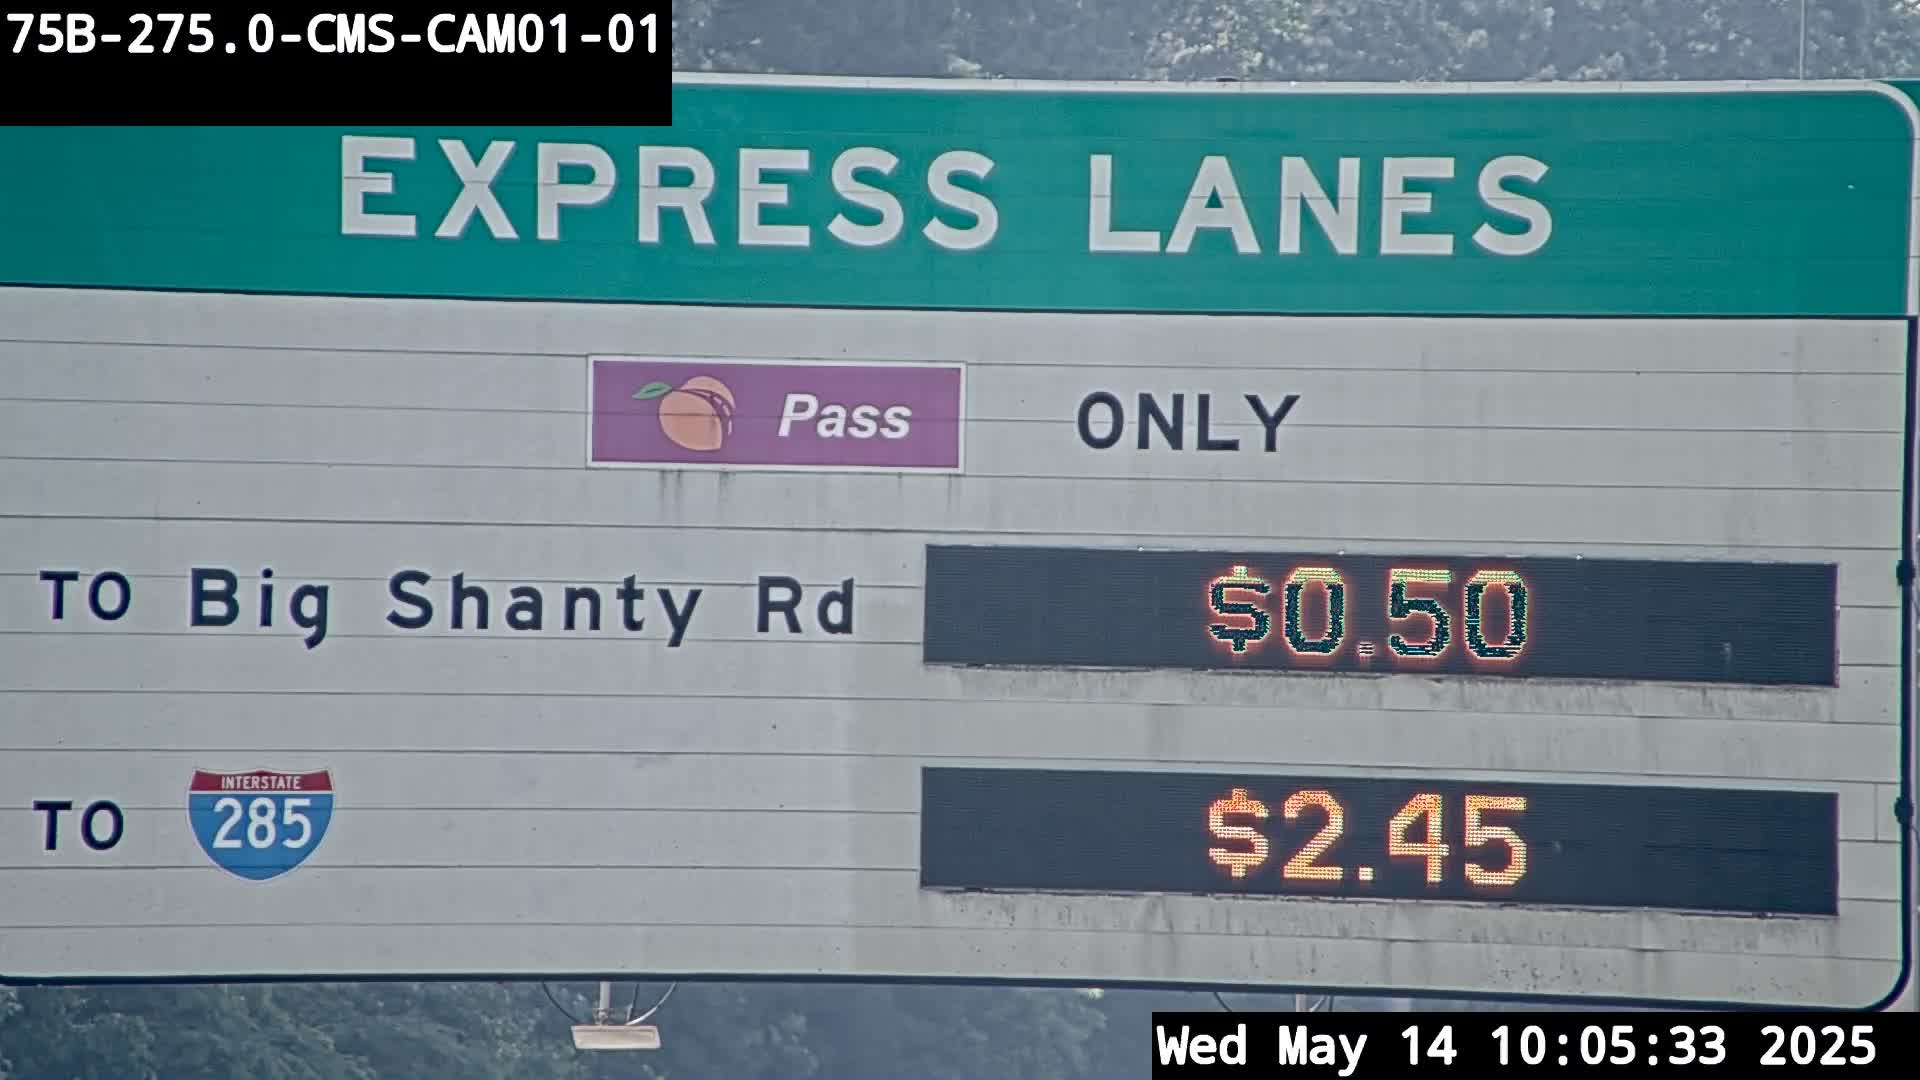 75B-275.0-CMS-CAM01-01
EXPRESS LANES
Pass ONLY
TO Big Shanty Rd $0.50
INTERSTATE
TO 285 $2.45
Wed May 14 10:05:33 2025